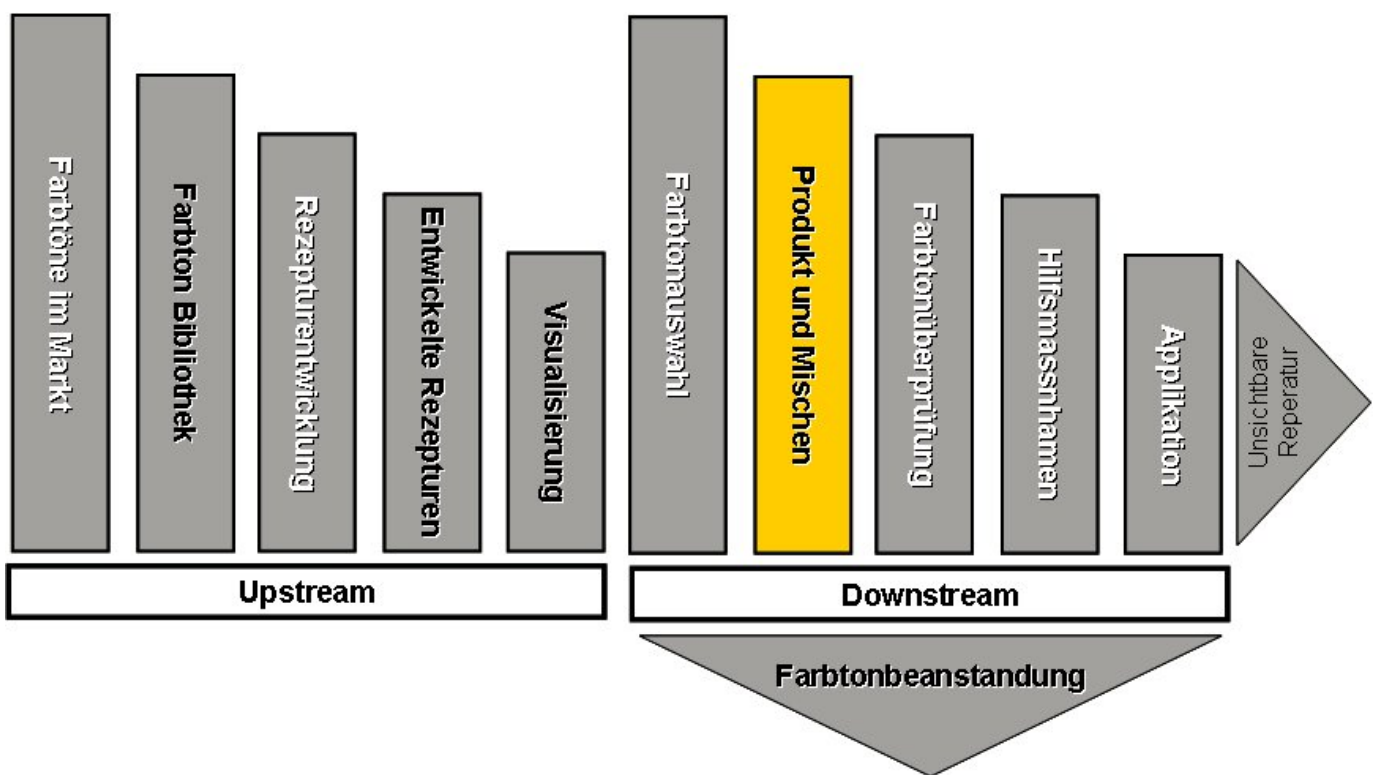 Farbtöne im Markt
Farbton Bibliothek
Rezepturentwicklung
Entwickelte Rezepturen
Visualisierung
Farbtonauswahl
Produkt und Mischen
Farbtonüberprüfung
Hilfsmassnhamen
Applikation
Unsichtbare
Reperatur
Upstream
Downstream
Farbtonbeanstandung